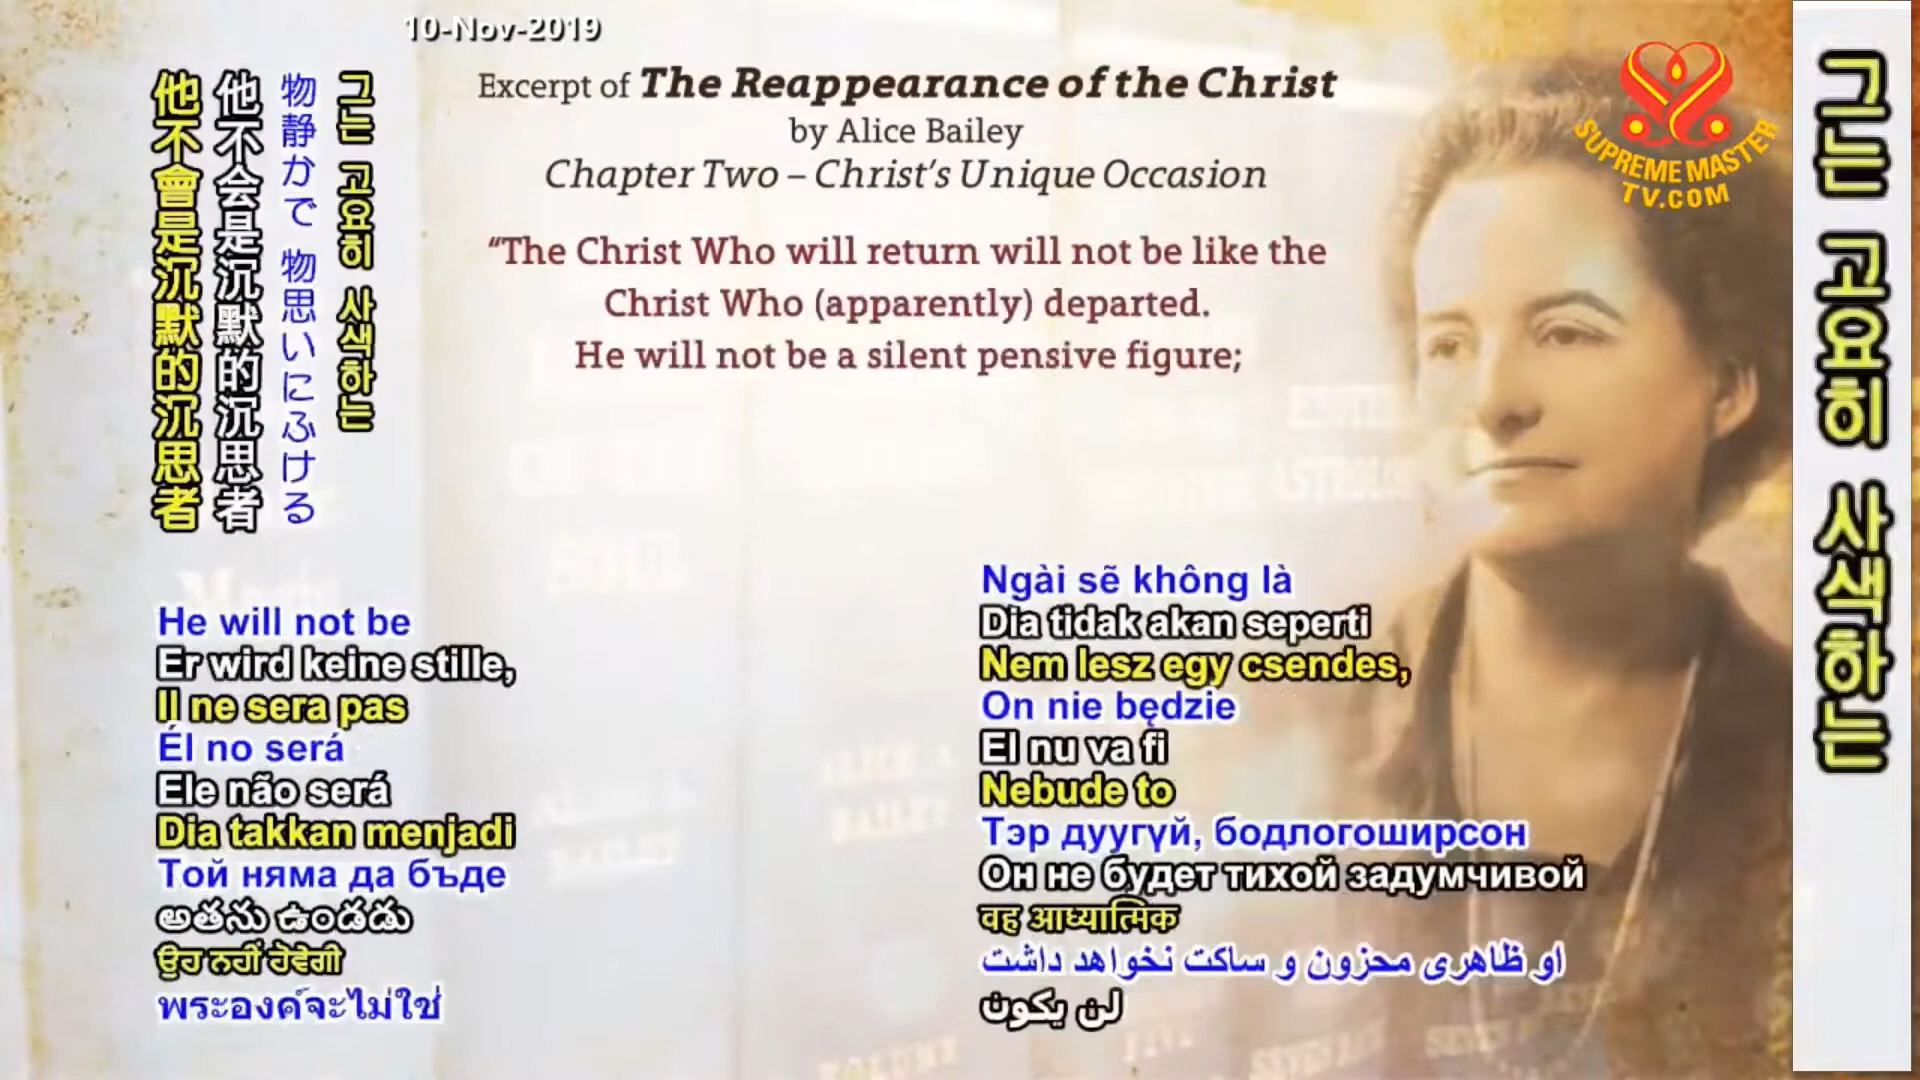 10-Nov-2019
Excerpt of The Reappearance of the Christ
by Alice Bailey
Chapter Two – Christ's Unique Occasion
“The Christ Who will return will not be like the
Christ Who (apparently) departed.
He will not be a silent pensive figure;
SUPREME MASTER
TV.COM
그는 고요히 사색하는
物静かで 物思いにふける
他不会是沉默的沉思者
他不會是沉默的沉思者
그는 고요히 사색하는
He will not be
Er wird keine stille,
Il ne sera pas
Él no será
Ele não será
Dia takkan menjadi
Той няма да бъде
అతను ఉండడు
ਉਹ ਨਹੀਂ ਹੋਵੇਗੀ
พระองค์จะไม่ใช่
Ngài sẽ không là
Dia tidak akan seperti
Nem lesz egy csendes,
On nie będzie
El nu va fi
Nebude to
Тэр дуугүй, бодлогоширсон
Он не будет тихой задумчивой
वह आध्यात्मिक
او ظاهری محزون و ساکت نخواهد داشت
لن يكون
SOUL
ALICE A
BAILEY
BAILEY
VOLUME